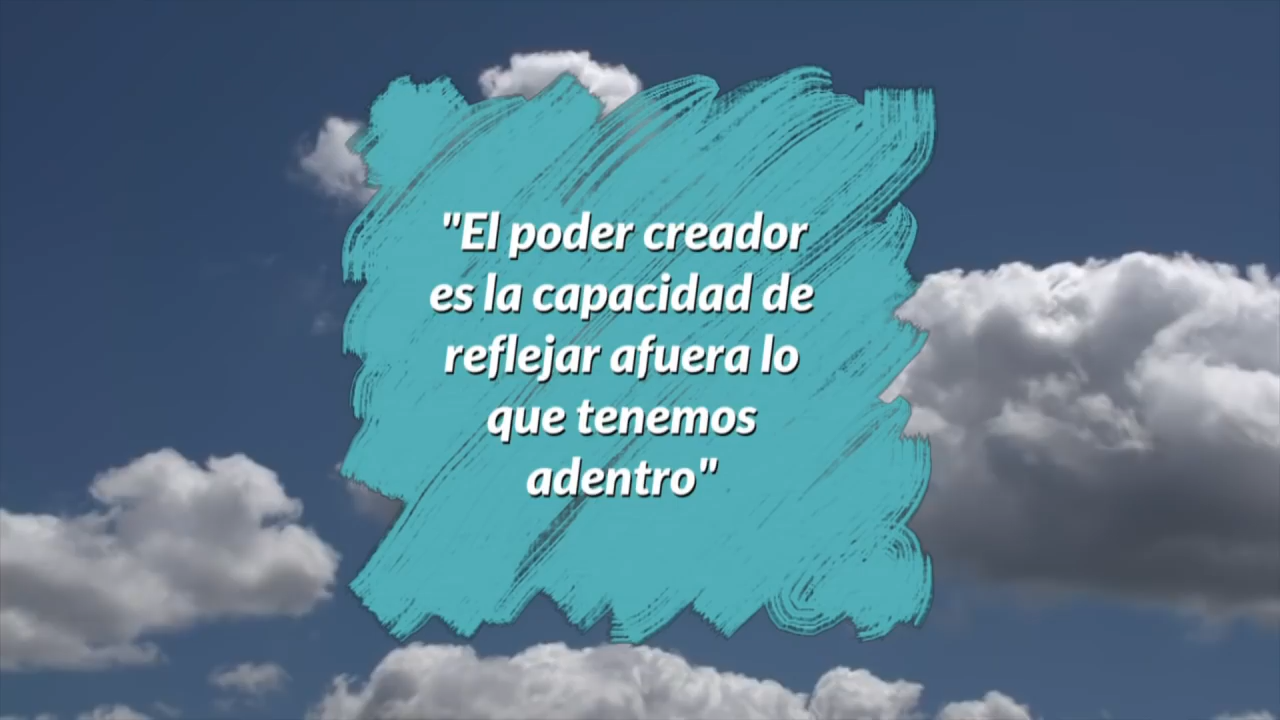 "El poder creador
es la capacidad de
reflejar afuera lo
que tenemos
adentro"